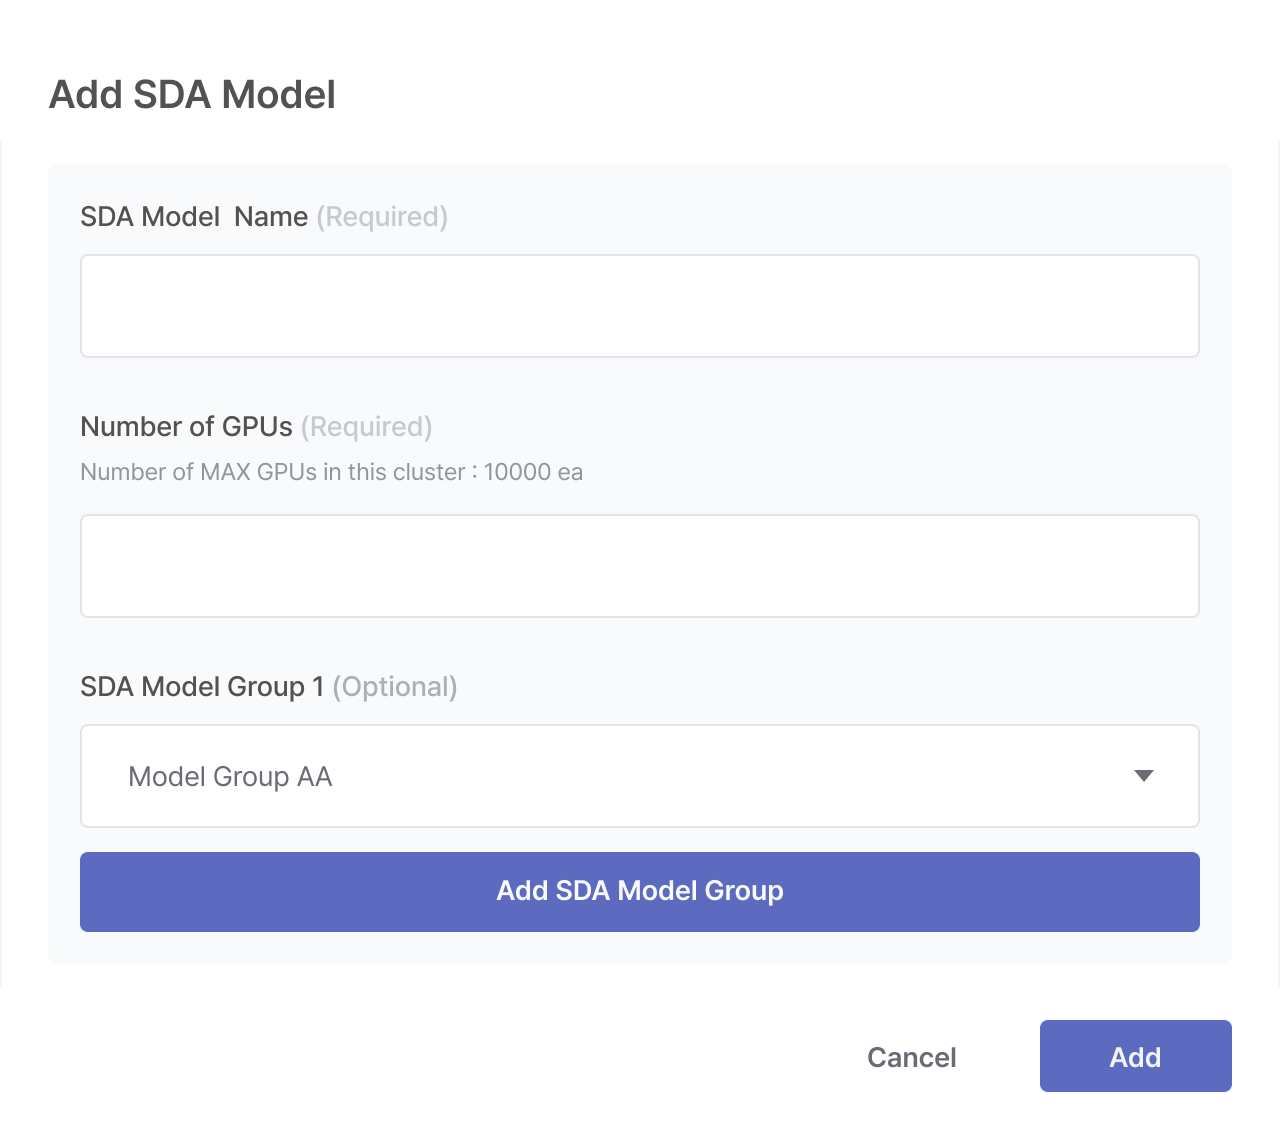 Add SDA Model
SDA Model  Name (Required)
Number of GPUs (Required)
Number of MAX GPUs in this cluster : 10000 ea
SDA Model Group 1 (Optional)
Model Group AA
Add SDA Model Group
Cancel
Add